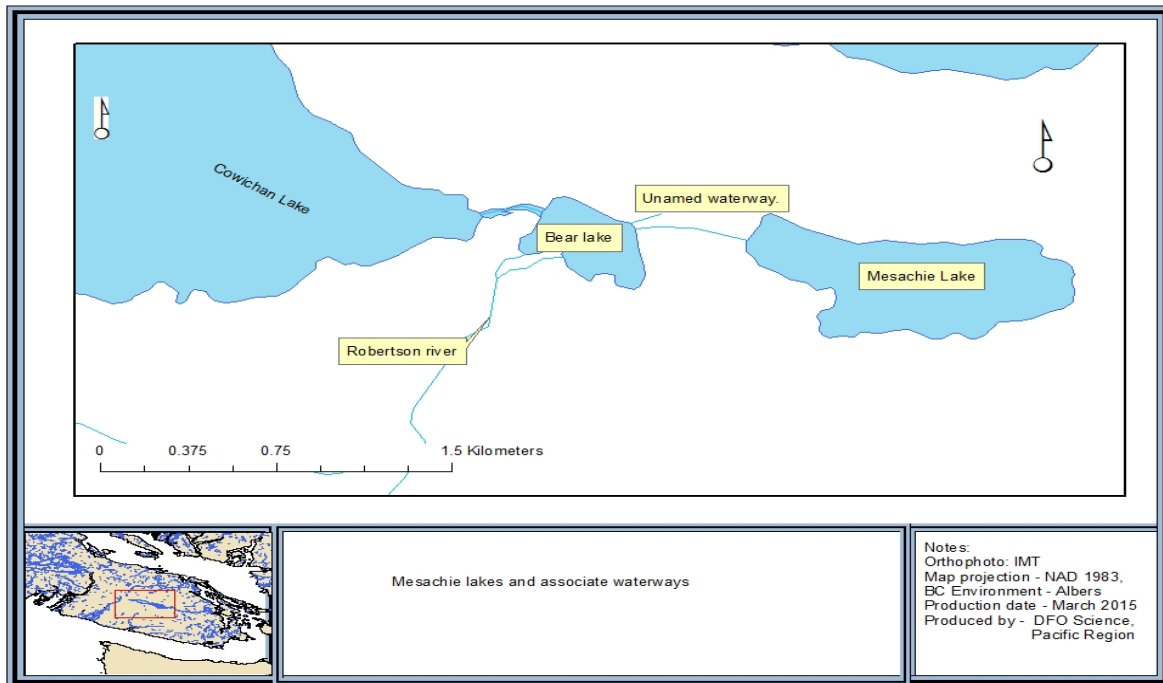 Cowichan Lake
Unamed waterway.
Bear lake
Mesachie Lake
Robertson river
0 0.375 0.75 1.5 Kilometers
Mesachie lakes and associate waterways
Notes:
Orthophoto: IMT
Map projection - NAD 1983,
BC Environment - Albers
Production date - March 2015
Produced by - DFO Science,
Pacific Region